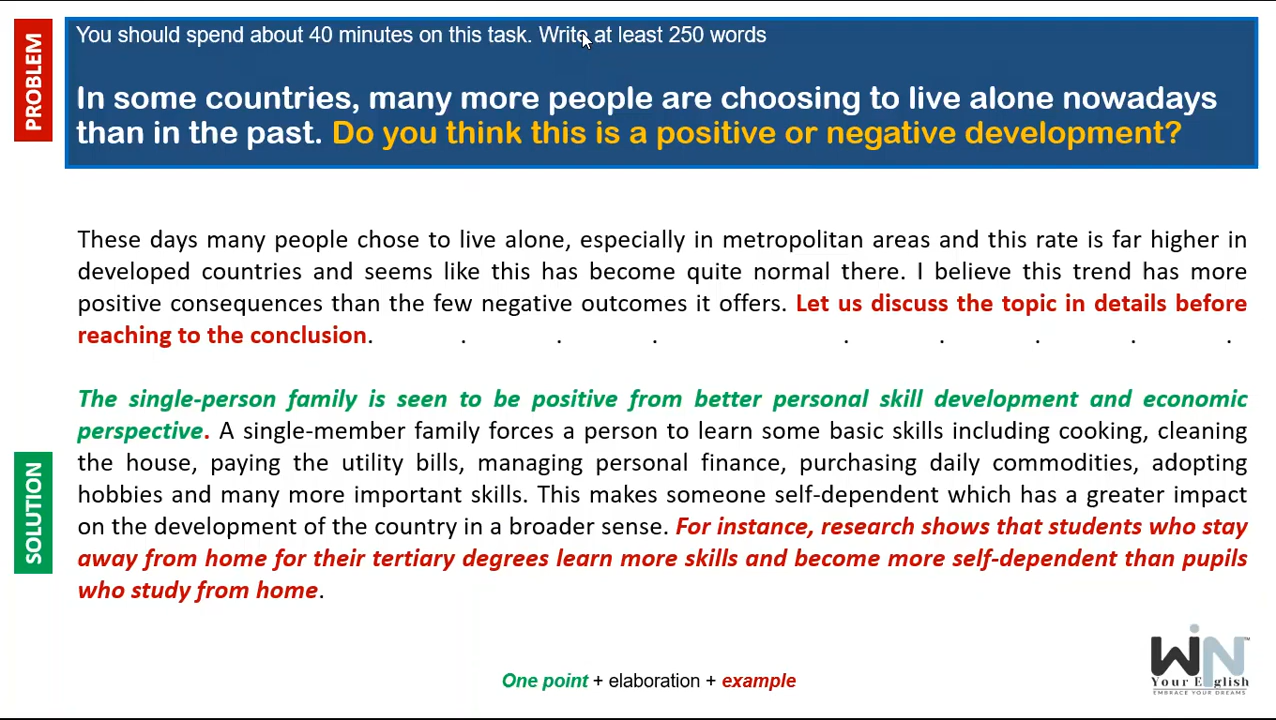 PROBLEM
You should spend about 40 minutes on this task. Write at least 250 words
In some countries, many more people are choosing to live alone nowadays
than in the past. Do you think this is a positive or negative development?
These days many people chose to live alone, especially in metropolitan areas and this rate is far higher in
developed countries and seems like this has become quite normal there. I believe this trend has more
positive consequences than the few negative outcomes it offers. Let us discuss the topic in details before
reaching to the conclusion. . . . . . . . .
SOLUTION
The single-person family is seen to be positive from better personal skill development and economic
perspective. A single-member family forces a person to learn some basic skills including cooking, cleaning
the house, paying the utility bills, managing personal finance, purchasing daily commodities, adopting
hobbies and many more important skills. This makes someone self-dependent which has a greater impact
on the development of the country in a broader sense. For instance, research shows that students who stay
away from home for their tertiary degrees learn more skills and become more self-dependent than pupils
who study from home.
One point + elaboration + example
WiN™
Your English
EMBRACE YOUR DREAMS